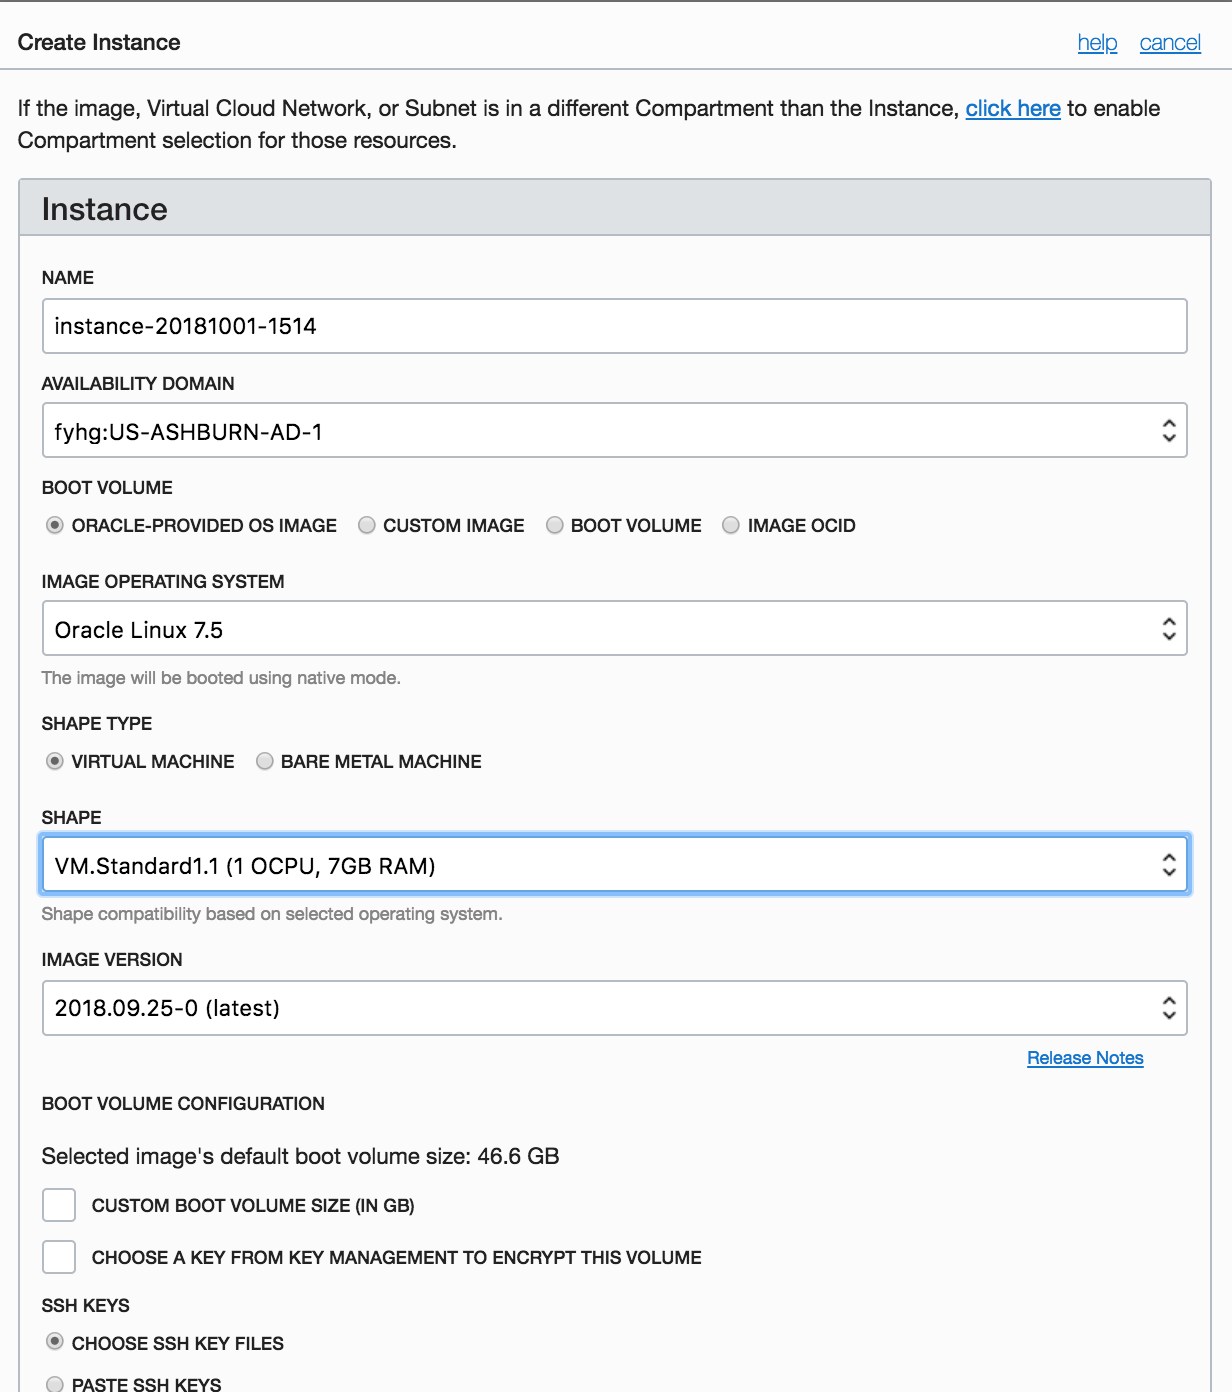 Create Instance help cancel
If the image, Virtual Cloud Network, or Subnet is in a different Compartment than the Instance, click here to enable
Compartment selection for those resources.
Instance
NAME
instance-20181001-1514
AVAILABILITY DOMAIN
fyhg:US-ASHBURN-AD-1
BOOT VOLUME
ORACLE-PROVIDED OS IMAGE CUSTOM IMAGE BOOT VOLUME IMAGE OCID
IMAGE OPERATING SYSTEM
Oracle Linux 7.5
The image will be booted using native mode.
SHAPE TYPE
VIRTUAL MACHINE BARE METAL MACHINE
SHAPE
VM.Standard1.1 (1 OCPU, 7GB RAM)
Shape compatibility based on selected operating system.
IMAGE VERSION
2018.09.25-0 (latest)
Release Notes
BOOT VOLUME CONFIGURATION
Selected image's default boot volume size: 46.6 GB
CUSTOM BOOT VOLUME SIZE (IN GB)
CHOOSE A KEY FROM KEY MANAGEMENT TO ENCRYPT THIS VOLUME
SSH KEYS
CHOOSE SSH KEY FILES
PASTE SSH KEYS